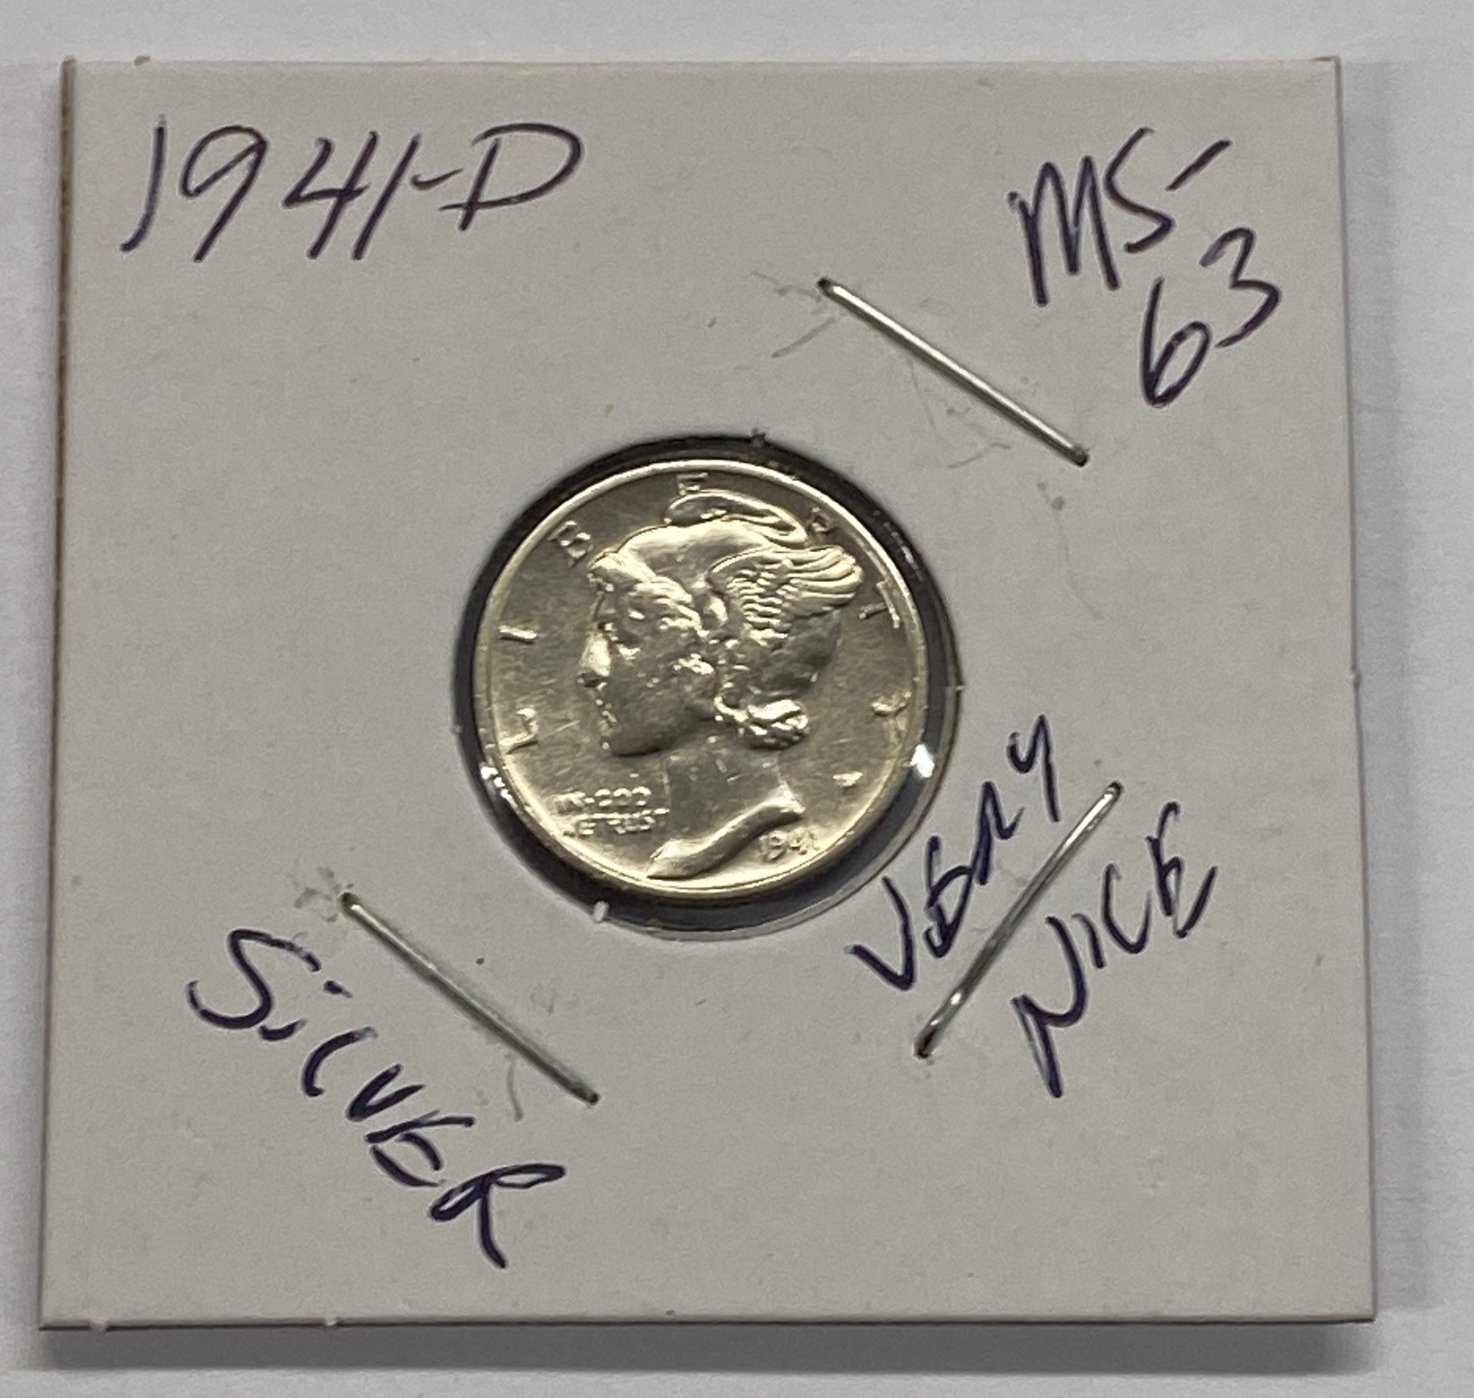 1941-D
MS-
63
LIBERTY
IN·GOD
WE TRUST
1941
VERY
NICE
SiLVER